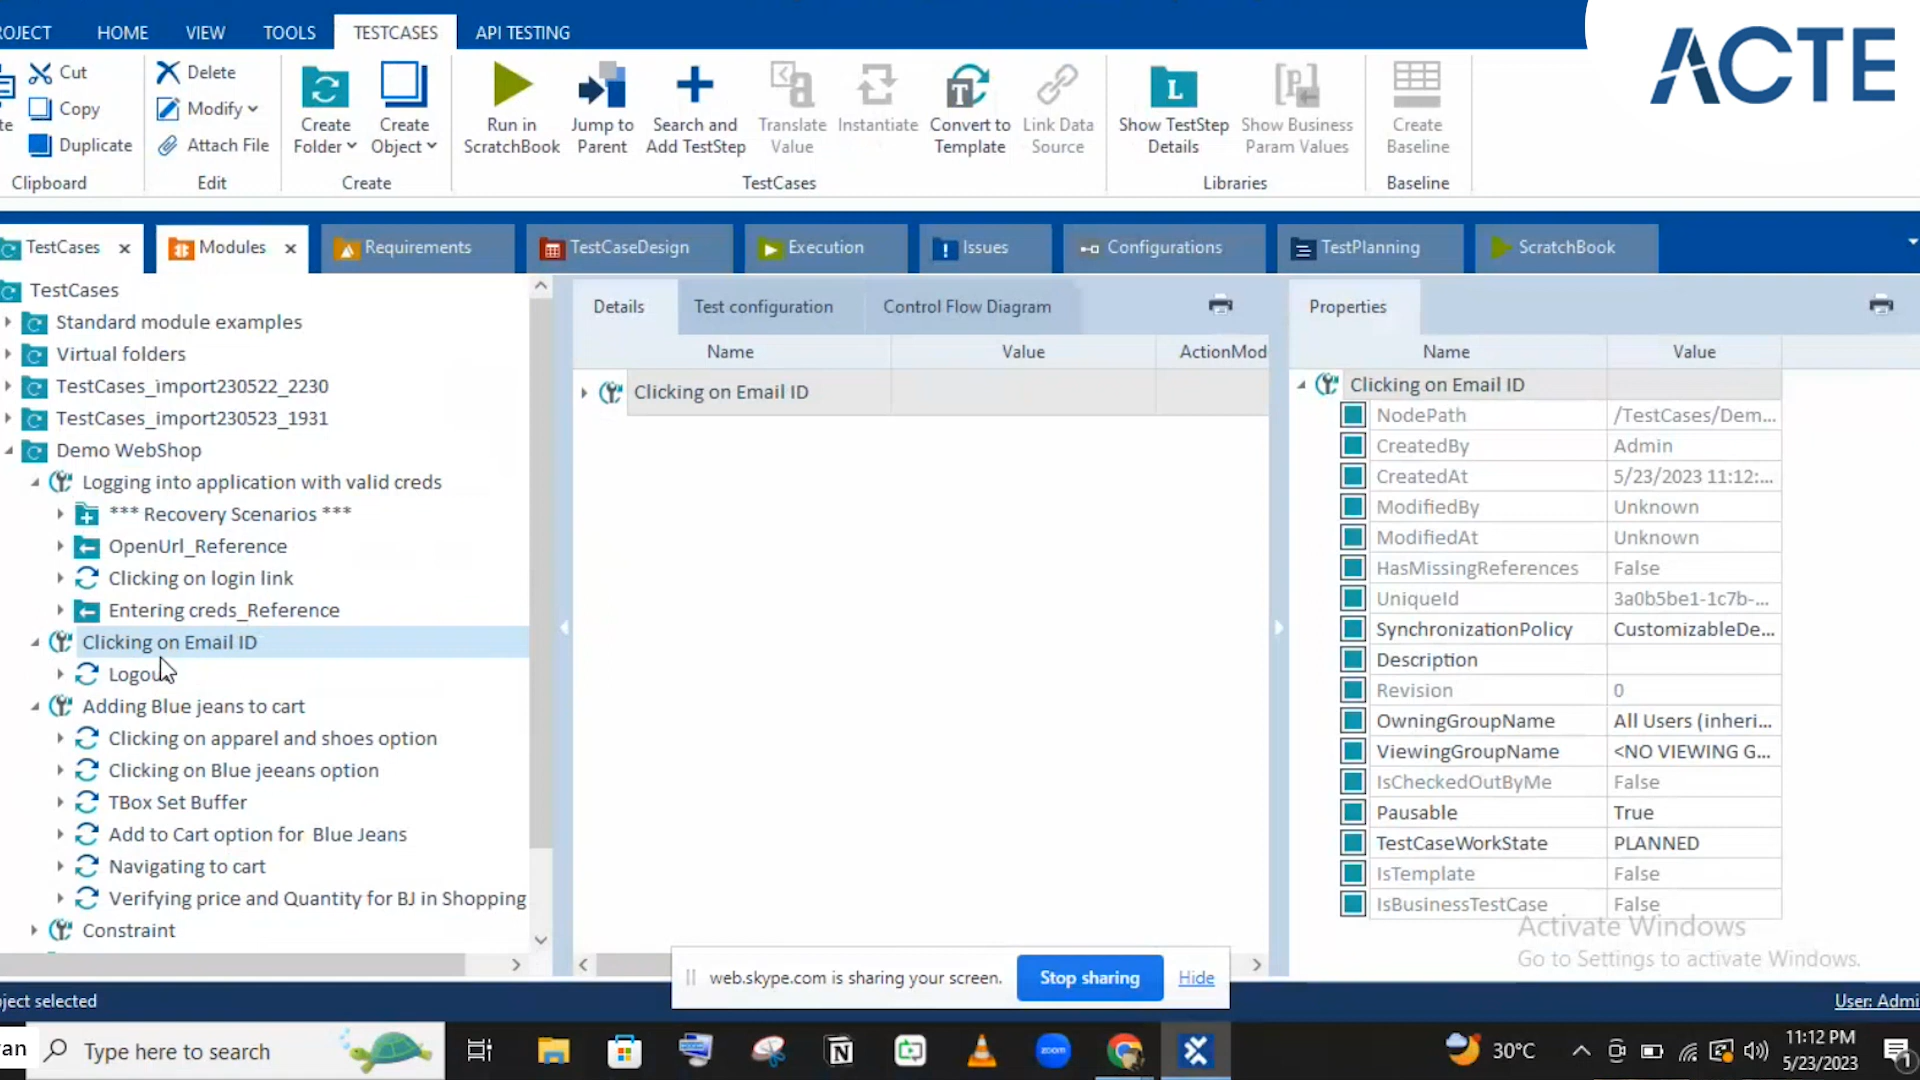 ROJECT HOME VIEW TOOLS TESTCASES API TESTING
ACTE
Cut
Copy
Duplicate
Clipboard
Delete
Modify
Attach File
Edit
Create Folder
Create Object
Create
Run in ScratchBook
Jump to Parent
Search and Add TestStep
Translate Value
Instantiate
Convert to Template
Link Data Source
TestCases
Show TestStep Details
Show Business Param Values
Libraries
Create Baseline
Baseline
TestCases × Modules × Requirements TestCaseDesign Execution Issues Configurations TestPlanning ScratchBook
TestCases
Standard module examples
Virtual folders
TestCases_import230522_2230
TestCases_import230523_1931
Demo WebShop
Logging into application with valid creds
*** Recovery Scenarios ***
OpenUrl_Reference
Clicking on login link
Entering creds_Reference
Clicking on Email ID
Logou
Adding Blue jeans to cart
Clicking on apparel and shoes option
Clicking on Blue jeeans option
TBox Set Buffer
Add to Cart option for Blue Jeans
Navigating to cart
Verifying price and Quantity for BJ in Shopping
Constraint
Details Test configuration Control Flow Diagram
Name Value ActionMod
Clicking on Email ID
Properties
Name Value
Clicking on Email ID
NodePath /TestCases/Dem...
CreatedBy Admin
CreatedAt 5/23/2023 11:12:...
ModifiedBy Unknown
ModifiedAt Unknown
HasMissingReferences False
UniqueId 3a0b5be1-1c7b-...
SynchronizationPolicy CustomizableDe...
Description
Revision 0
OwningGroupName All Users (inheri...
ViewingGroupName <NO VIEWING G...
IsCheckedOutByMe False
Pausable True
TestCaseWorkState PLANNED
IsTemplate False
IsBusinessTestCase False
Activate Windows
Go to Settings to activate Windows.
web.skype.com is sharing your screen. Stop sharing Hide
ject selected
User: Admi
van
Type here to search
zoom
30°C
11:12 PM
5/23/2023
1